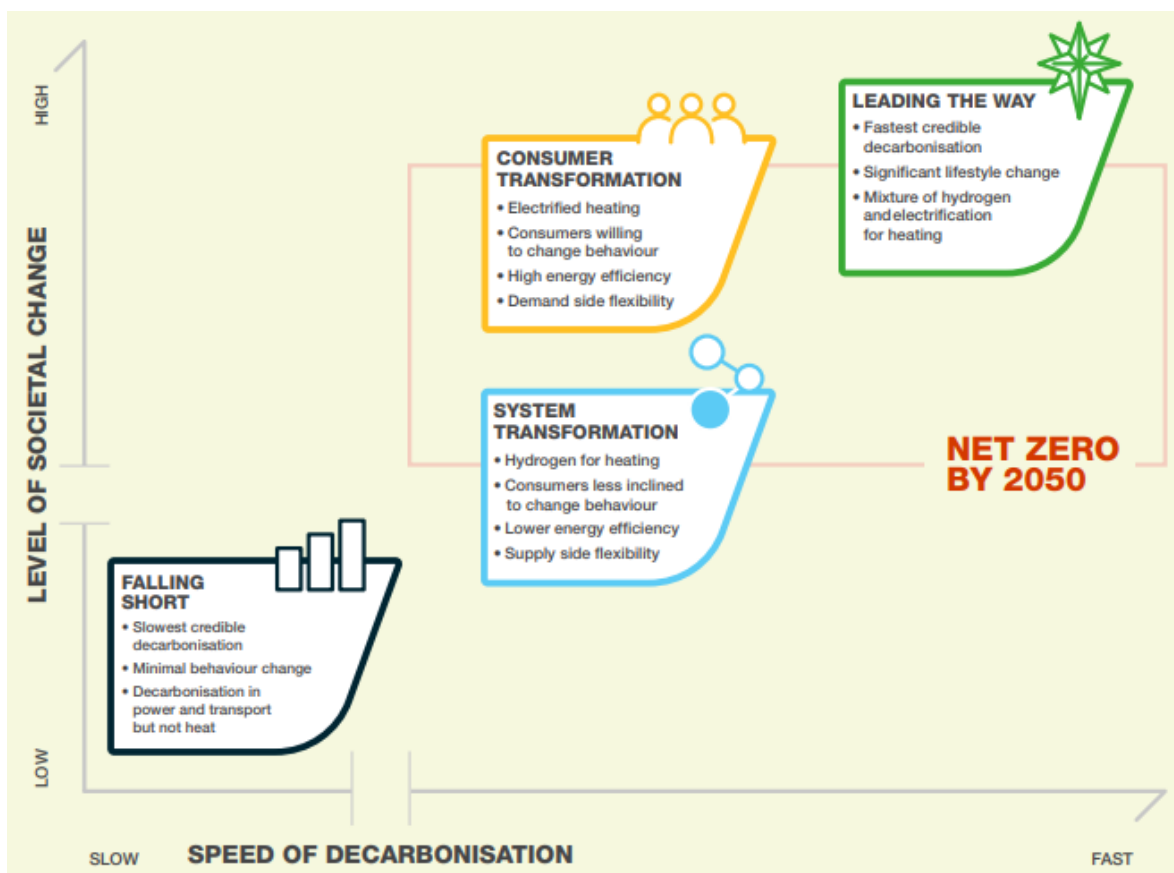 HIGH
LEVEL OF SOCIETAL CHANGE
LOW
LEADING THE WAY
• Fastest credible
decarbonisation
• Significant lifestyle change
• Mixture of hydrogen
and electrification
for heating
CONSUMER
TRANSFORMATION
• Electrified heating
• Consumers willing
to change behaviour
• High energy efficiency
• Demand side flexibility
SYSTEM
TRANSFORMATION
• Hydrogen for heating
• Consumers less inclined
to change behaviour
• Lower energy efficiency
• Supply side flexibility
NET ZERO
BY 2050
FALLING
SHORT
• Slowest credible
decarbonisation
• Minimal behaviour change
• Decarbonisation in
power and transport
but not heat
SLOW
SPEED OF DECARBONISATION
FAST